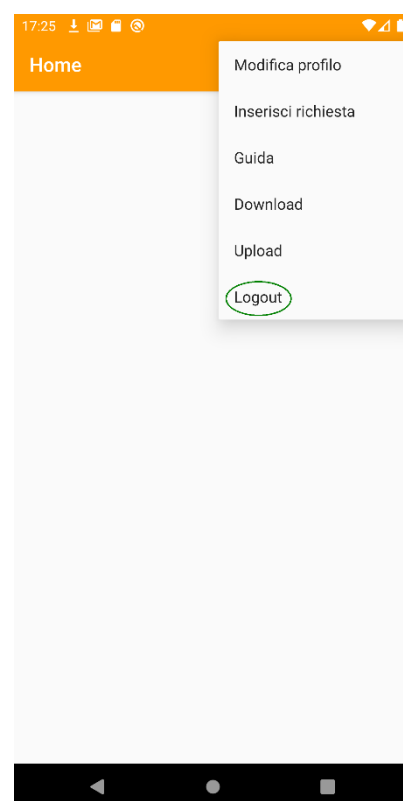 17:25
Home
Modifica profilo
Inserisci richiesta
Guida
Download
Upload
Logout